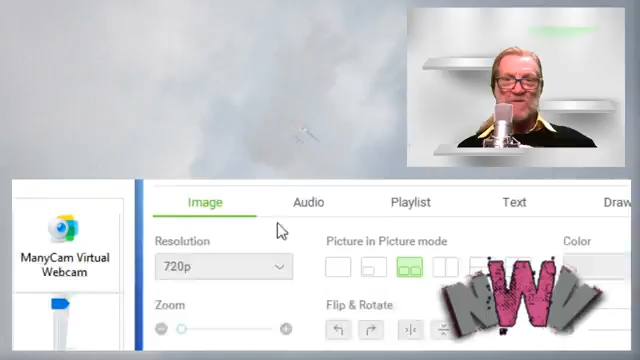 Image Audio Playlist Text Draw
ManyCam Virtual
Webcam
Resolution Picture in Picture mode Color
720p
Zoom Flip & Rotate
NWV